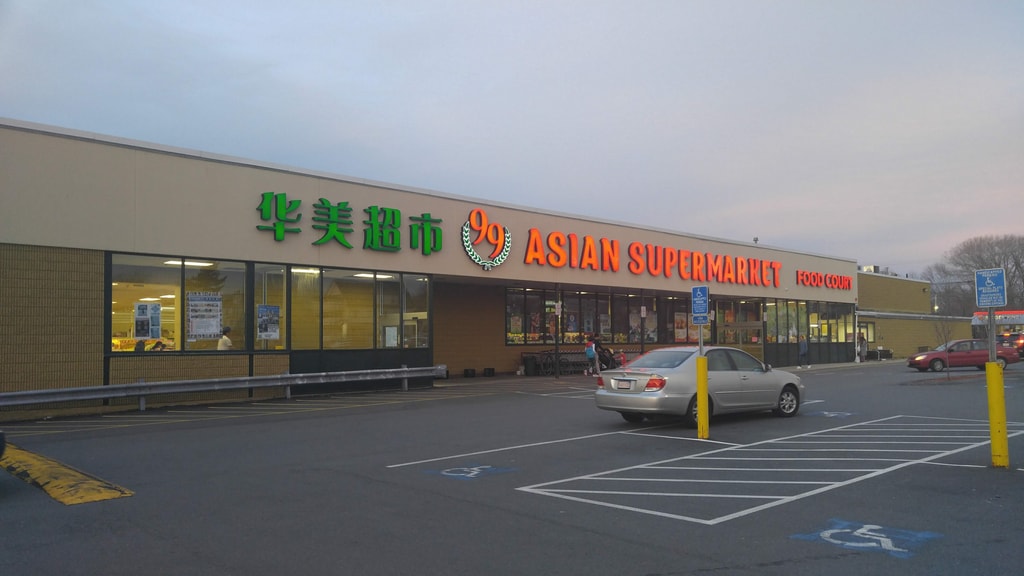 华美超市 99 ASIAN SUPERMARKET FOOD COURT